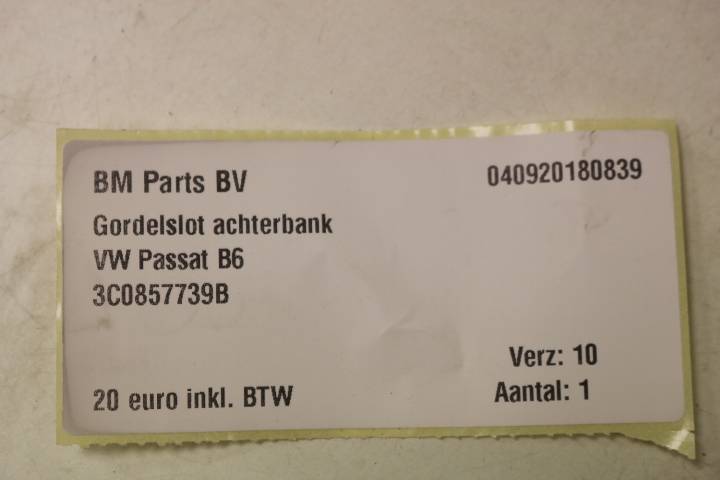 BM Parts BV
040920180839
Gordelslot achterbank
VW Passat B6
3C0857739B
Verz: 10
20 euro inkl. BTW
Aantal: 1